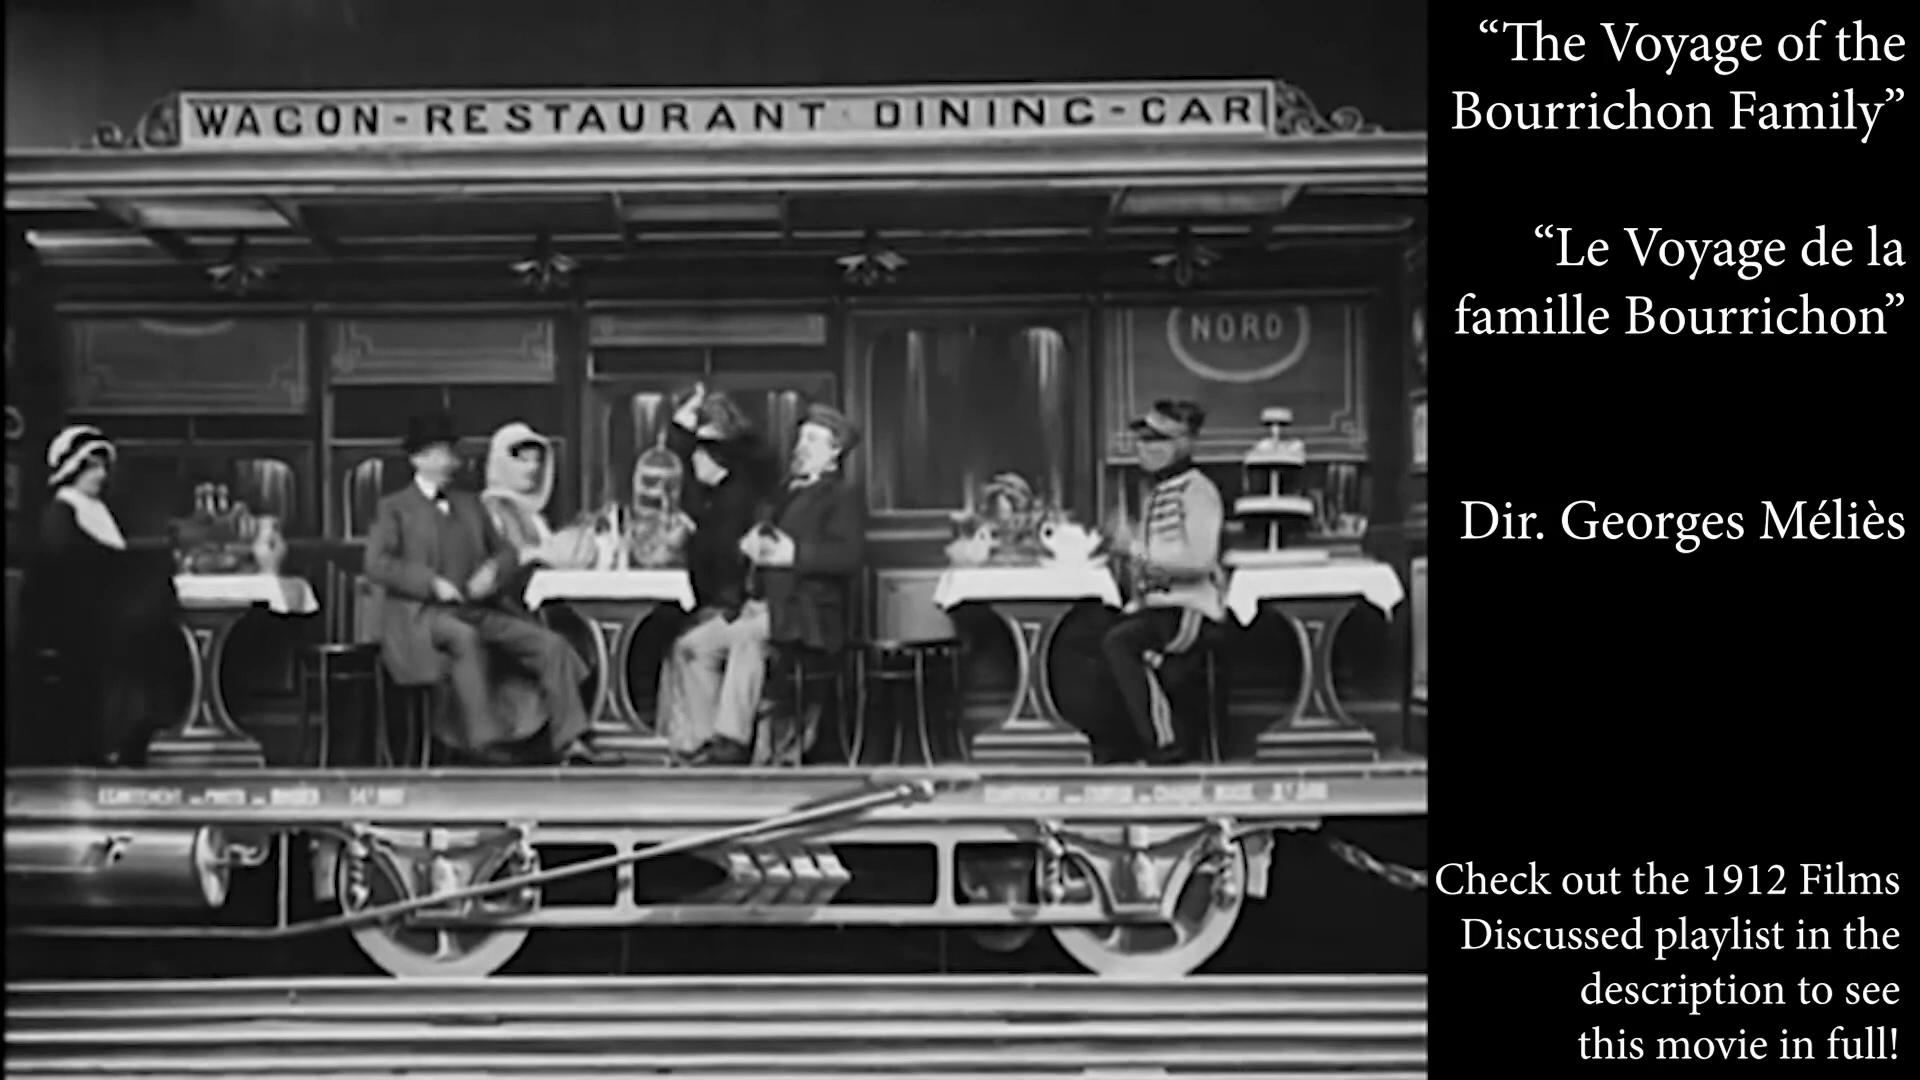 WAGON-RESTAURANT · DINING-CAR
NORD
“The Voyage of the
Bourrichon Family”
“Le Voyage de la
famille Bourrichon”
Dir. Georges Méliès
Check out the 1912 Films
Discussed playlist in the
description to see
this movie in full!